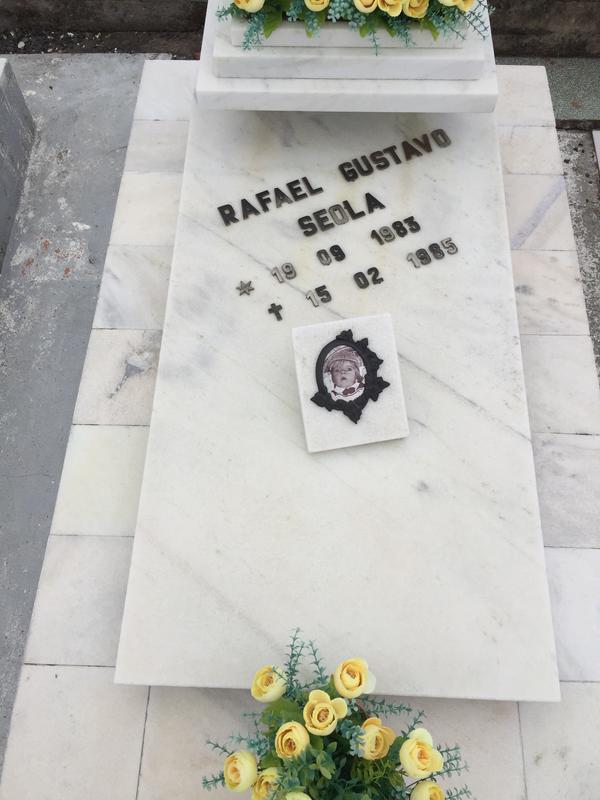 RAFAEL GUSTAVO
SEOLA
* 19 09 1983
✝ 15 02 1985